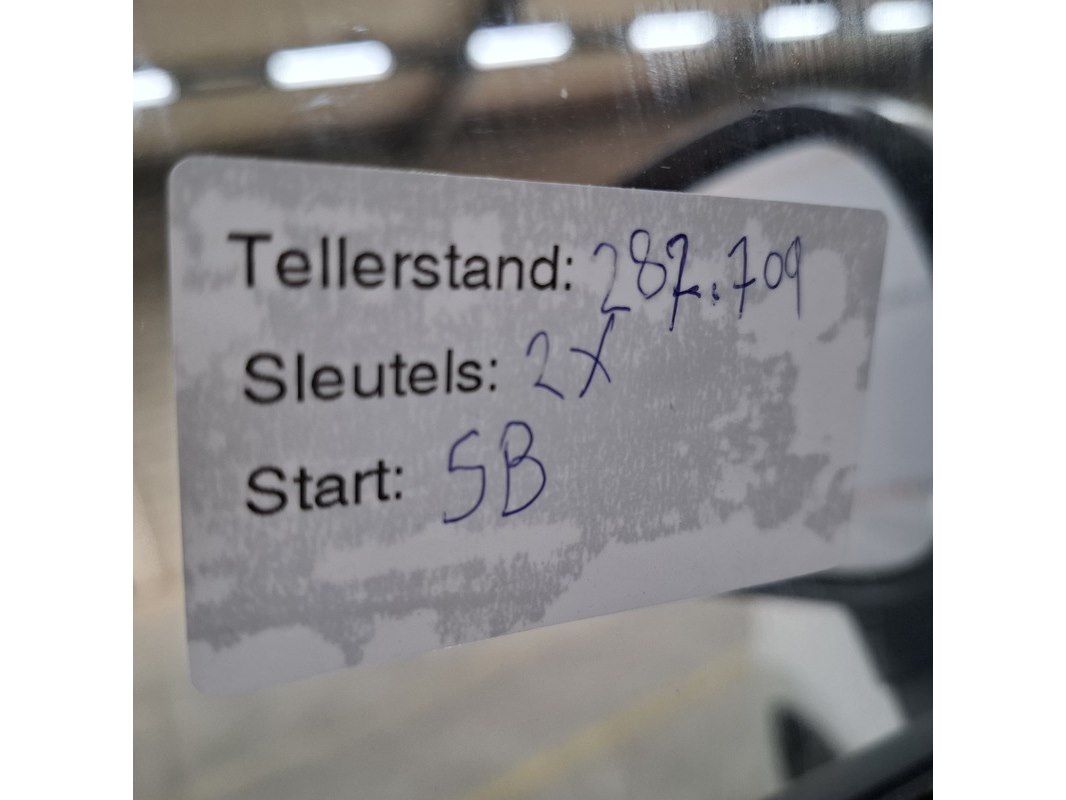 Tellerstand: 287.709
Sleutels: 2x
Start: SB